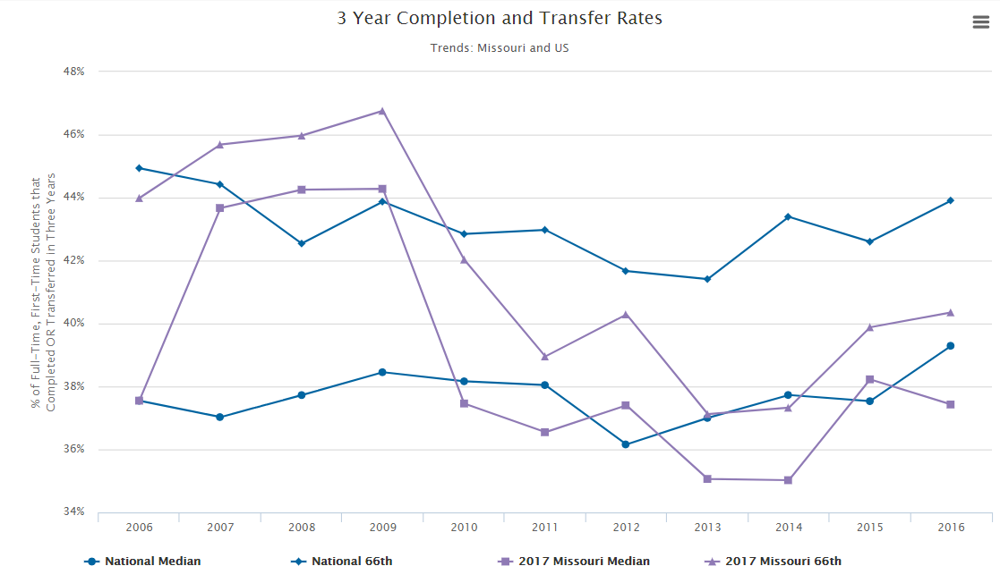 3 Year Completion and Transfer Rates
Trends: Missouri and US
% of Full-Time, First-Time Students that
Completed OR Transferred in Three Years
48%
46%
44%
42%
40%
38%
36%
34%
2006 2007 2008 2009 2010 2011 2012 2013 2014 2015 2016
National Median National 66th 2017 Missouri Median 2017 Missouri 66th